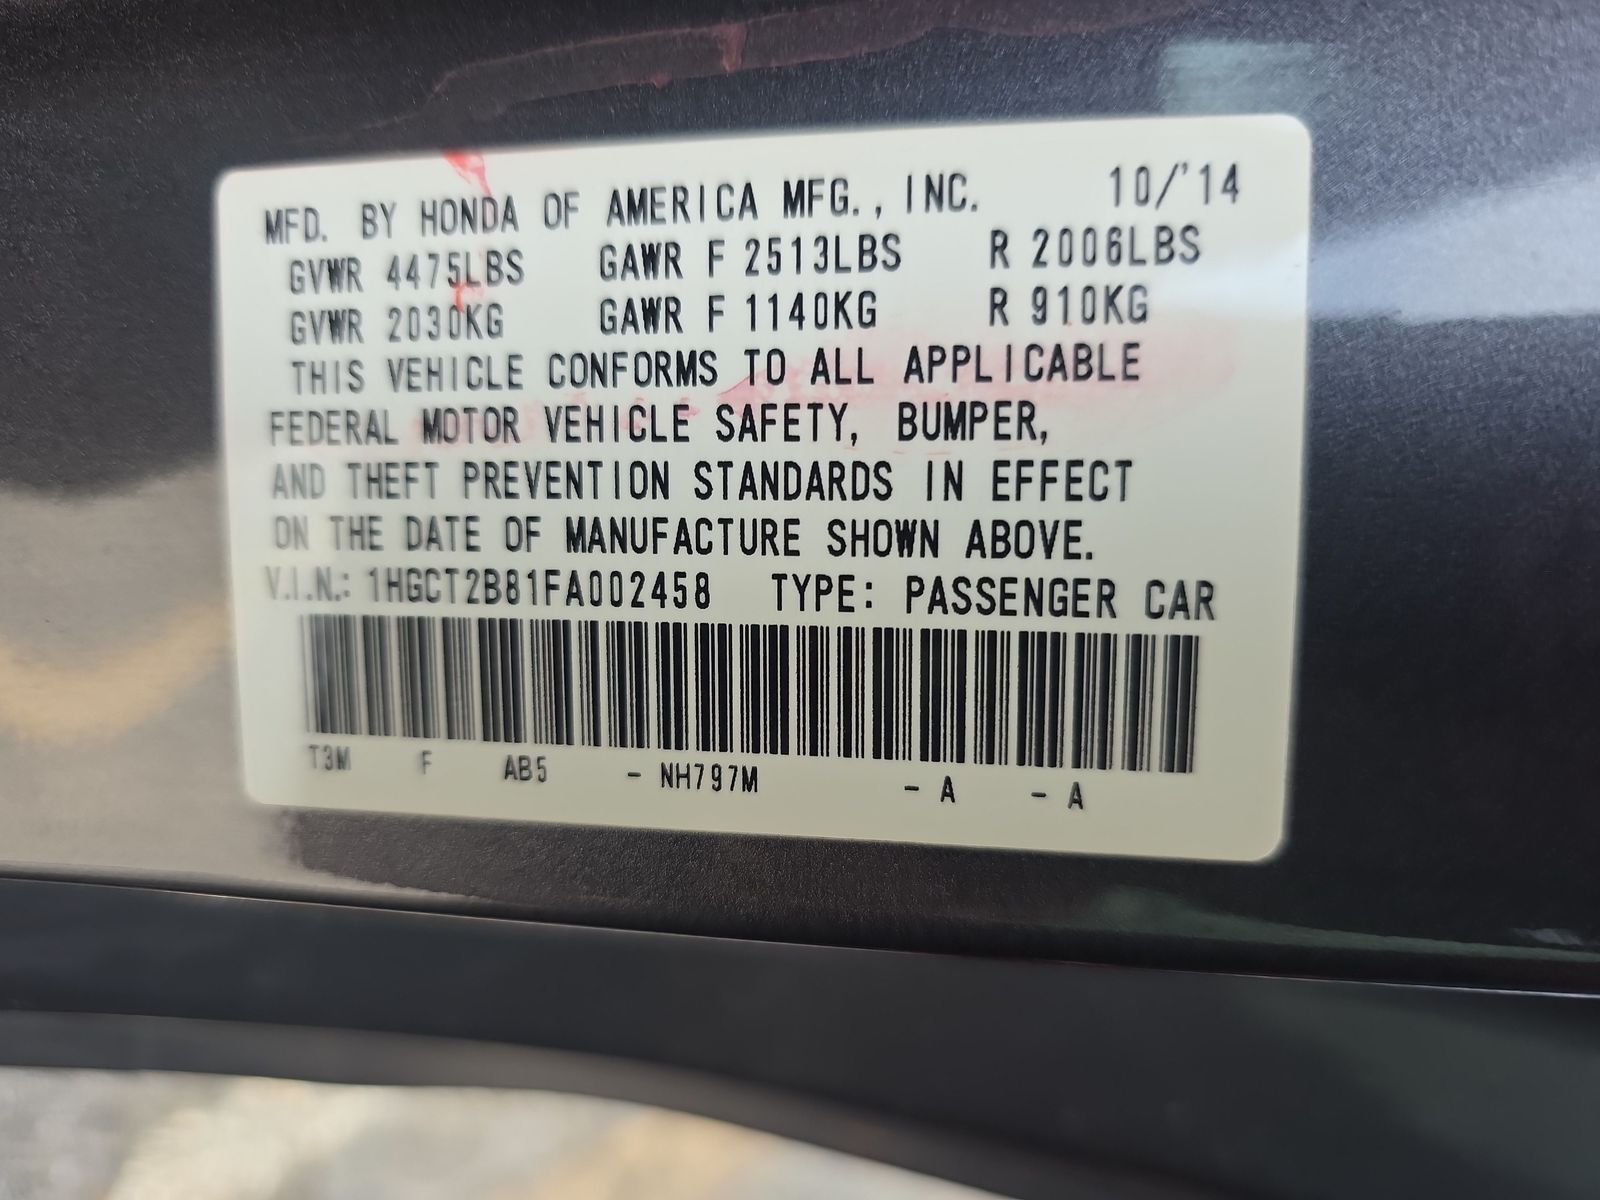 MFD. BY HONDA OF AMERICA MFG., INC. 10/'14
GVWR 4475LBS GAWR F 2513LBS R 2006LBS
GVWR 2030KG GAWR F 1140KG R 910KG
THIS VEHICLE CONFORMS TO ALL APPLICABLE
FEDERAL MOTOR VEHICLE SAFETY, BUMPER,
AND THEFT PREVENTION STANDARDS IN EFFECT
ON THE DATE OF MANUFACTURE SHOWN ABOVE.
V.I.N.: 1HGCT2B81FA002458 TYPE: PASSENGER CAR
T3M F AB5 - NH797M - A - A